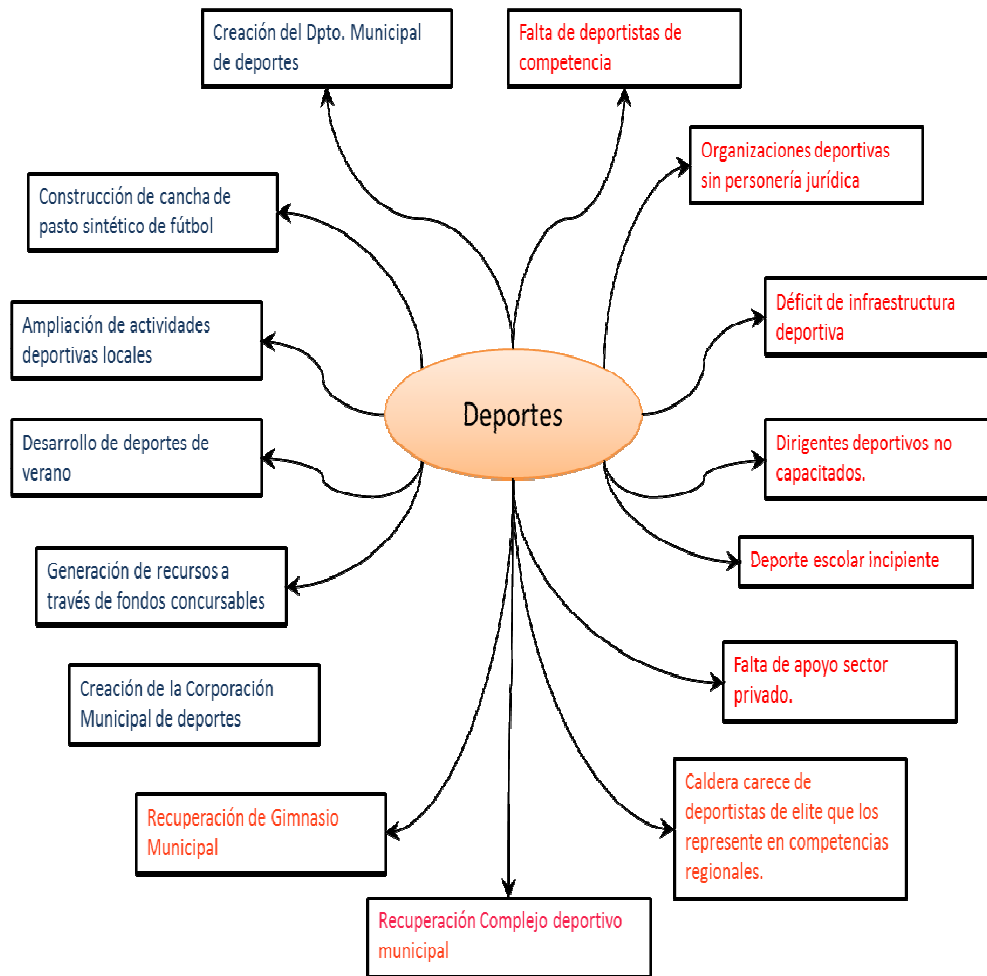 Creación del Dpto. Municipal
de deportes
Falta de deportistas de
competencia
Organizaciones deportivas
sin personería jurídica
Construcción de cancha de
pasto sintético de fútbol
Déficit de infraestructura
deportiva
Ampliación de actividades
deportivas locales
Deportes
Desarrollo de deportes de
verano
Dirigentes deportivos no
capacitados.
Deporte escolar incipiente
Generación de recursos a
través de fondos concursables
Falta de apoyo sector
privado.
Creación de la Corporación
Municipal de deportes
Caldera carece de
deportistas de elite que los
represente en competencias
regionales.
Recuperación de Gimnasio
Municipal
Recuperación Complejo deportivo
municipal